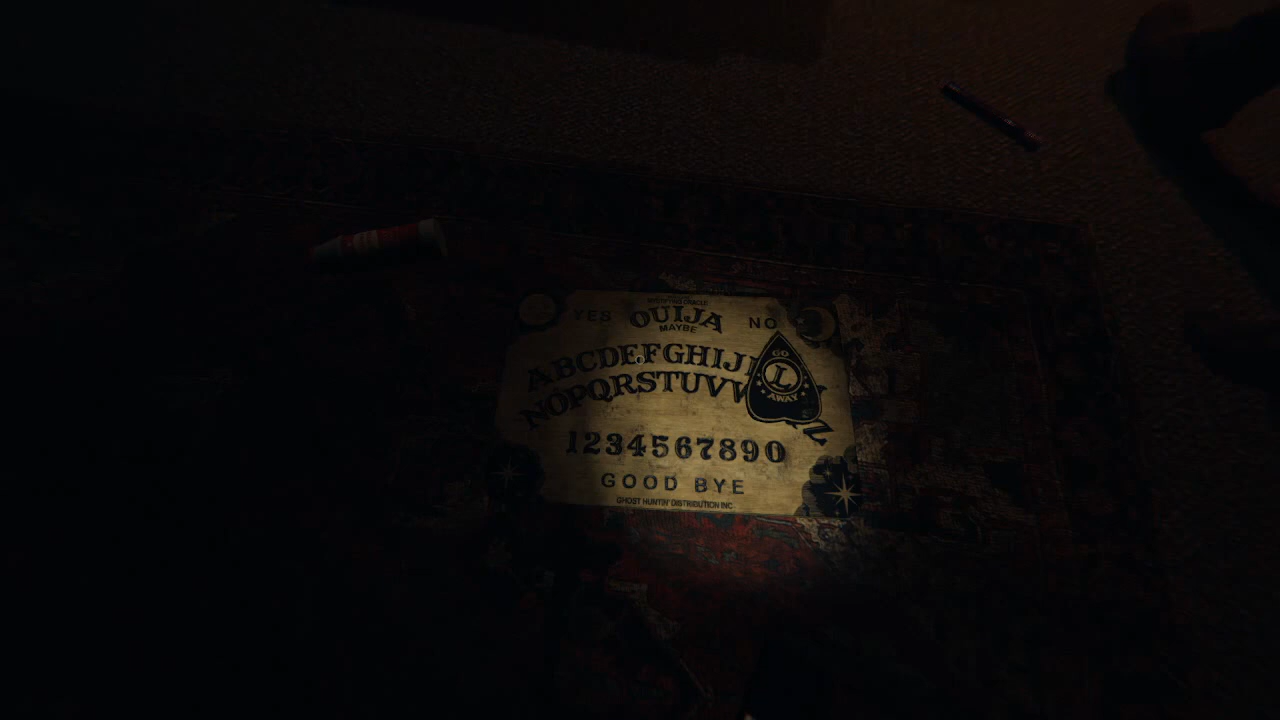 YES OUIJA NO
MAYBE
ABCDEFGHIJ
GO
L
AWAY
NOPQRSTUVW Z
1234567890
GOOD BYE
GHOST HUNTIN' DISTRIBUTION INC